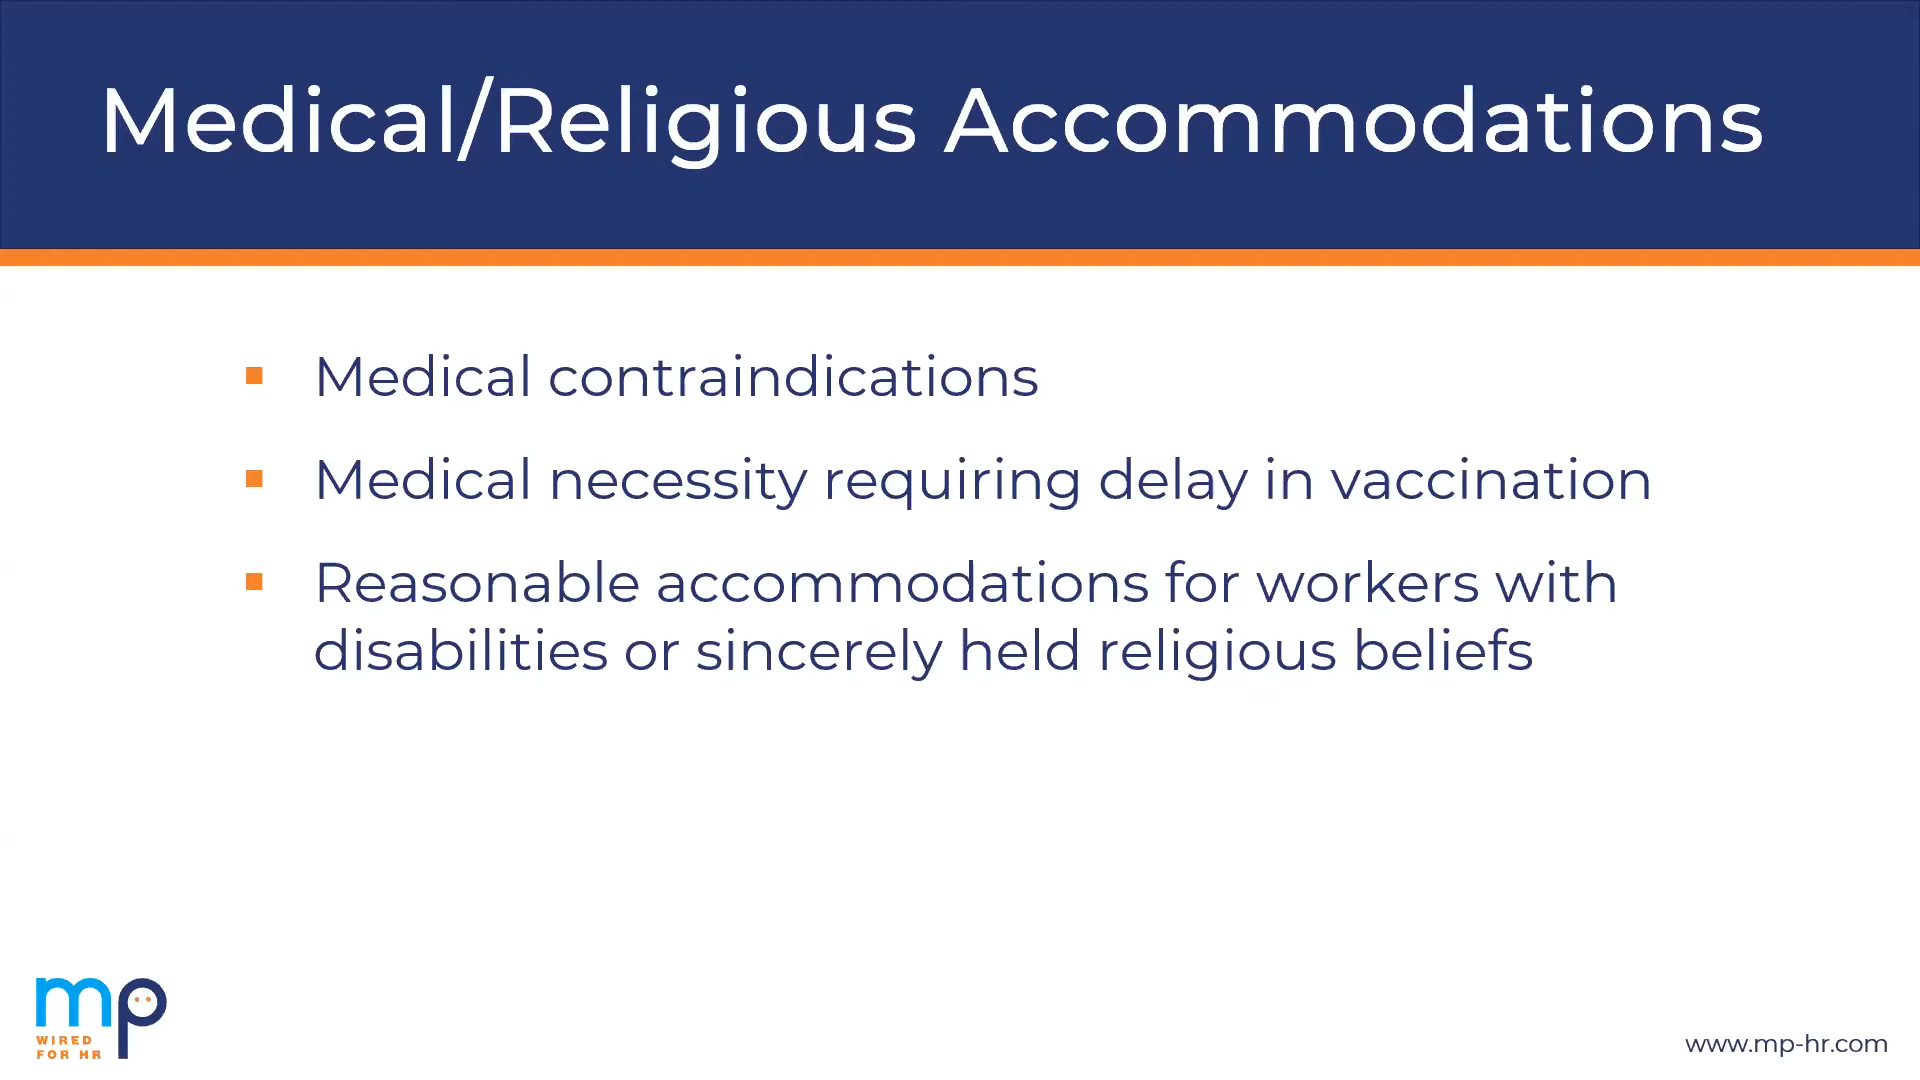 Medical/Religious Accommodations
Medical contraindications
Medical necessity requiring delay in vaccination
Reasonable accommodations for workers with
disabilities or sincerely held religious beliefs
mp
WIRED
FOR HR
www.mp-hr.com